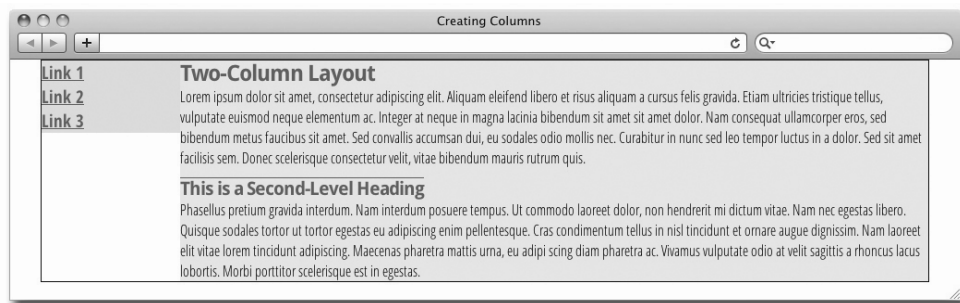 Creating Columns
Link 1
Link 2
Link 3
Two-Column Layout
Lorem ipsum dolor sit amet, consectetur adipiscing elit. Aliquam eleifend libero et risus aliquam a cursus felis gravida. Etiam ultricies tristique tellus,
vulputate euismod neque elementum ac. Integer at neque in magna lacinia bibendum sit amet sit amet dolor. Nam consequat ullamcorper eros, sed
bibendum metus faucibus sit amet. Sed convallis accumsan dui, eu sodales odio mollis nec. Curabitur in nunc sed leo tempor luctus in a dolor. Sed sit amet
facilisis sem. Donec scelerisque consectetur velit, vitae bibendum mauris rutrum quis.
This is a Second-Level Heading
Phasellus pretium gravida interdum. Nam interdum posuere tempus. Ut commodo laoreet dolor, non hendrerit mi dictum vitae. Nam nec egestas libero.
Quisque sodales tortor ut tortor egestas eu adipiscing enim pellentesque. Cras condimentum tellus in nisl tincidunt et ornare augue dignissim. Nam laoreet
elit vitae lorem tincidunt adipiscing. Maecenas pharetra mattis urna, eu adipi scing diam pharetra ac. Vivamus vulputate odio at velit sagittis a rhoncus lacus
lobortis. Morbi porttitor scelerisque est in egestas.